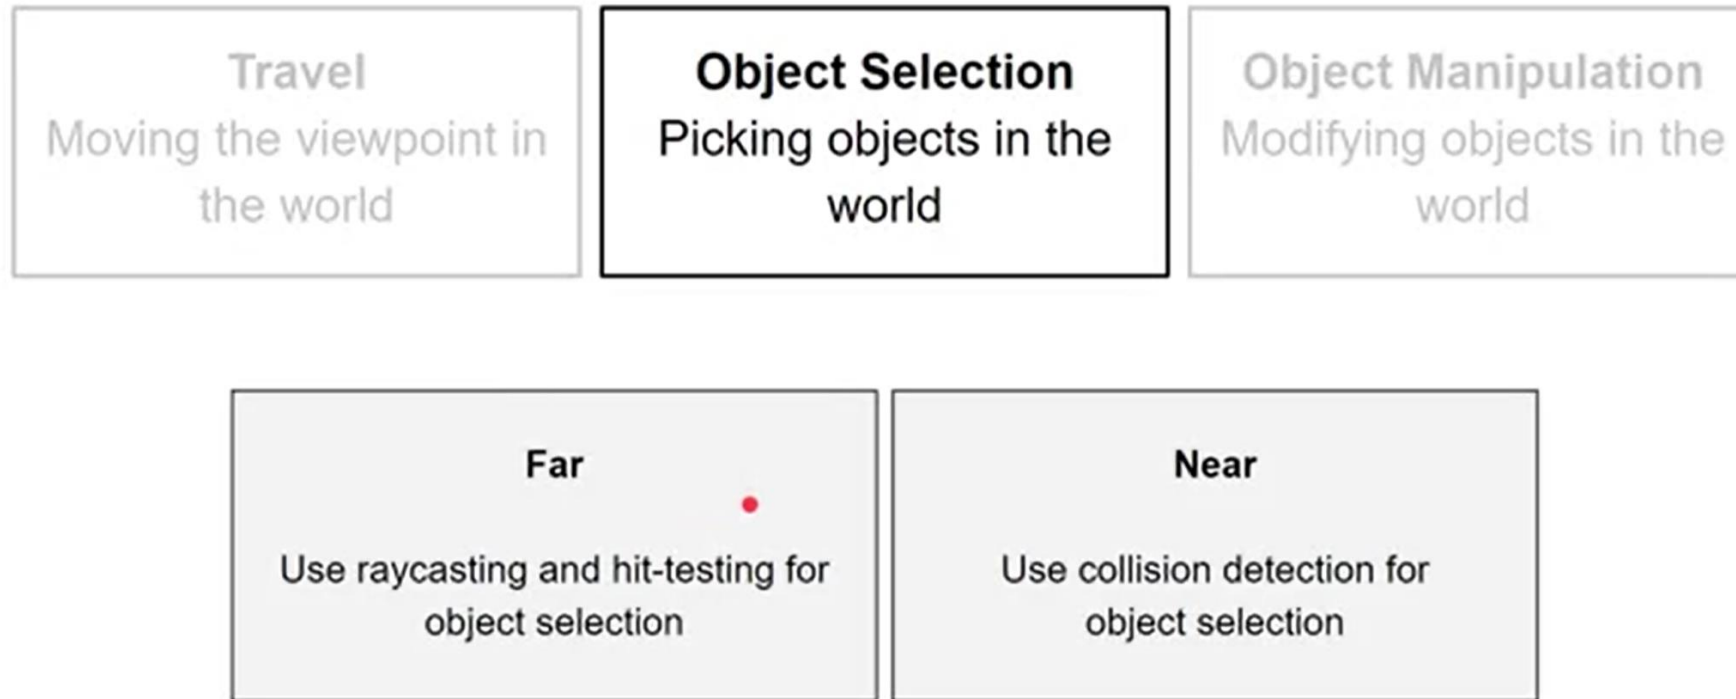 Travel
Moving the viewpoint in
the world
Object Selection
Picking objects in the
world
Object Manipulation
Modifying objects in the
world
Far
Use raycasting and hit-testing for
object selection
Near
Use collision detection for
object selection